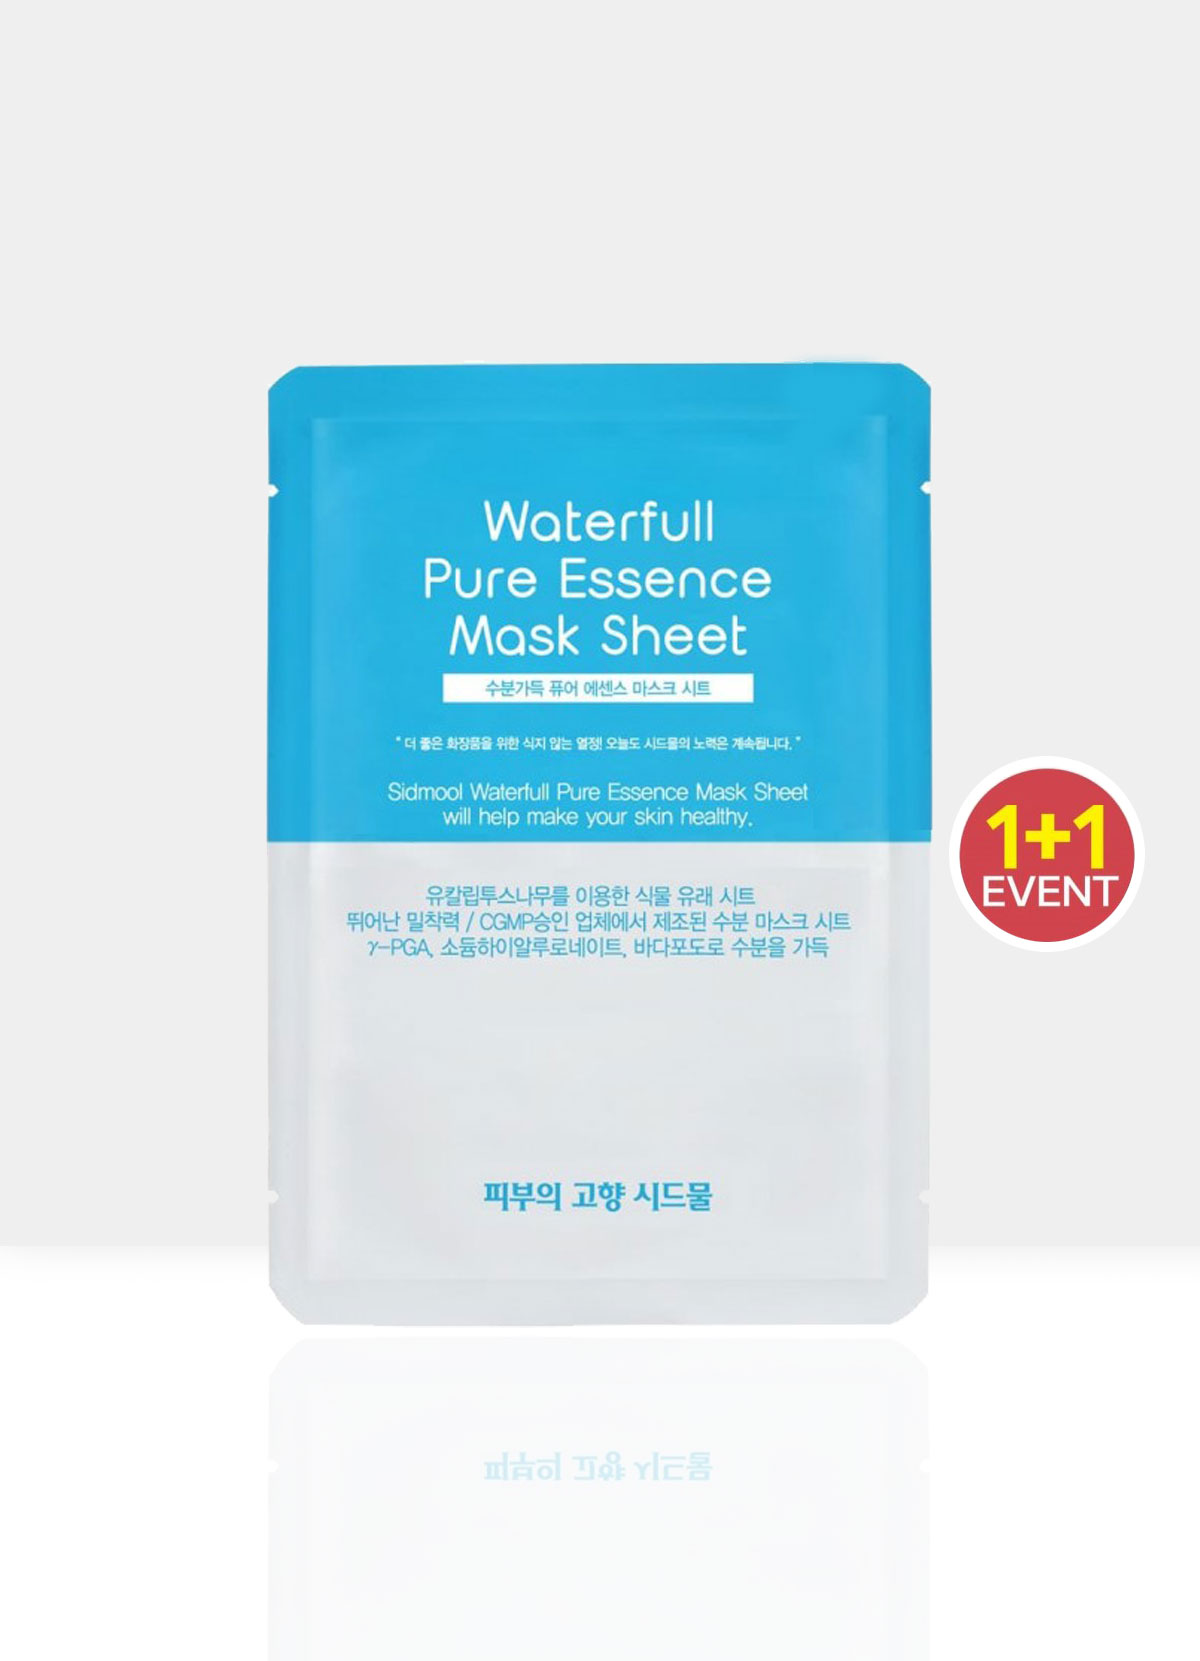 Waterfull
Pure Essence
Mask Sheet
수분가득 퓨어 에센스 마스크 시트
" 더 좋은 화장품을 위한 식지 않는 열정! 오늘도 시드물의 노력은 계속됩니다. "
Sidmool Waterfull Pure Essence Mask Sheet
will help make your skin healthy.
1+1
EVENT
유칼립투스나무를 이용한 식물 유래 시트
뛰어난 밀착력 / CGMP승인 업체에서 제조된 수분 마스크 시트
γ-PGA, 소듐하이알루로네이트, 바다포도로 수분을 가득
피부의 고향 시드물